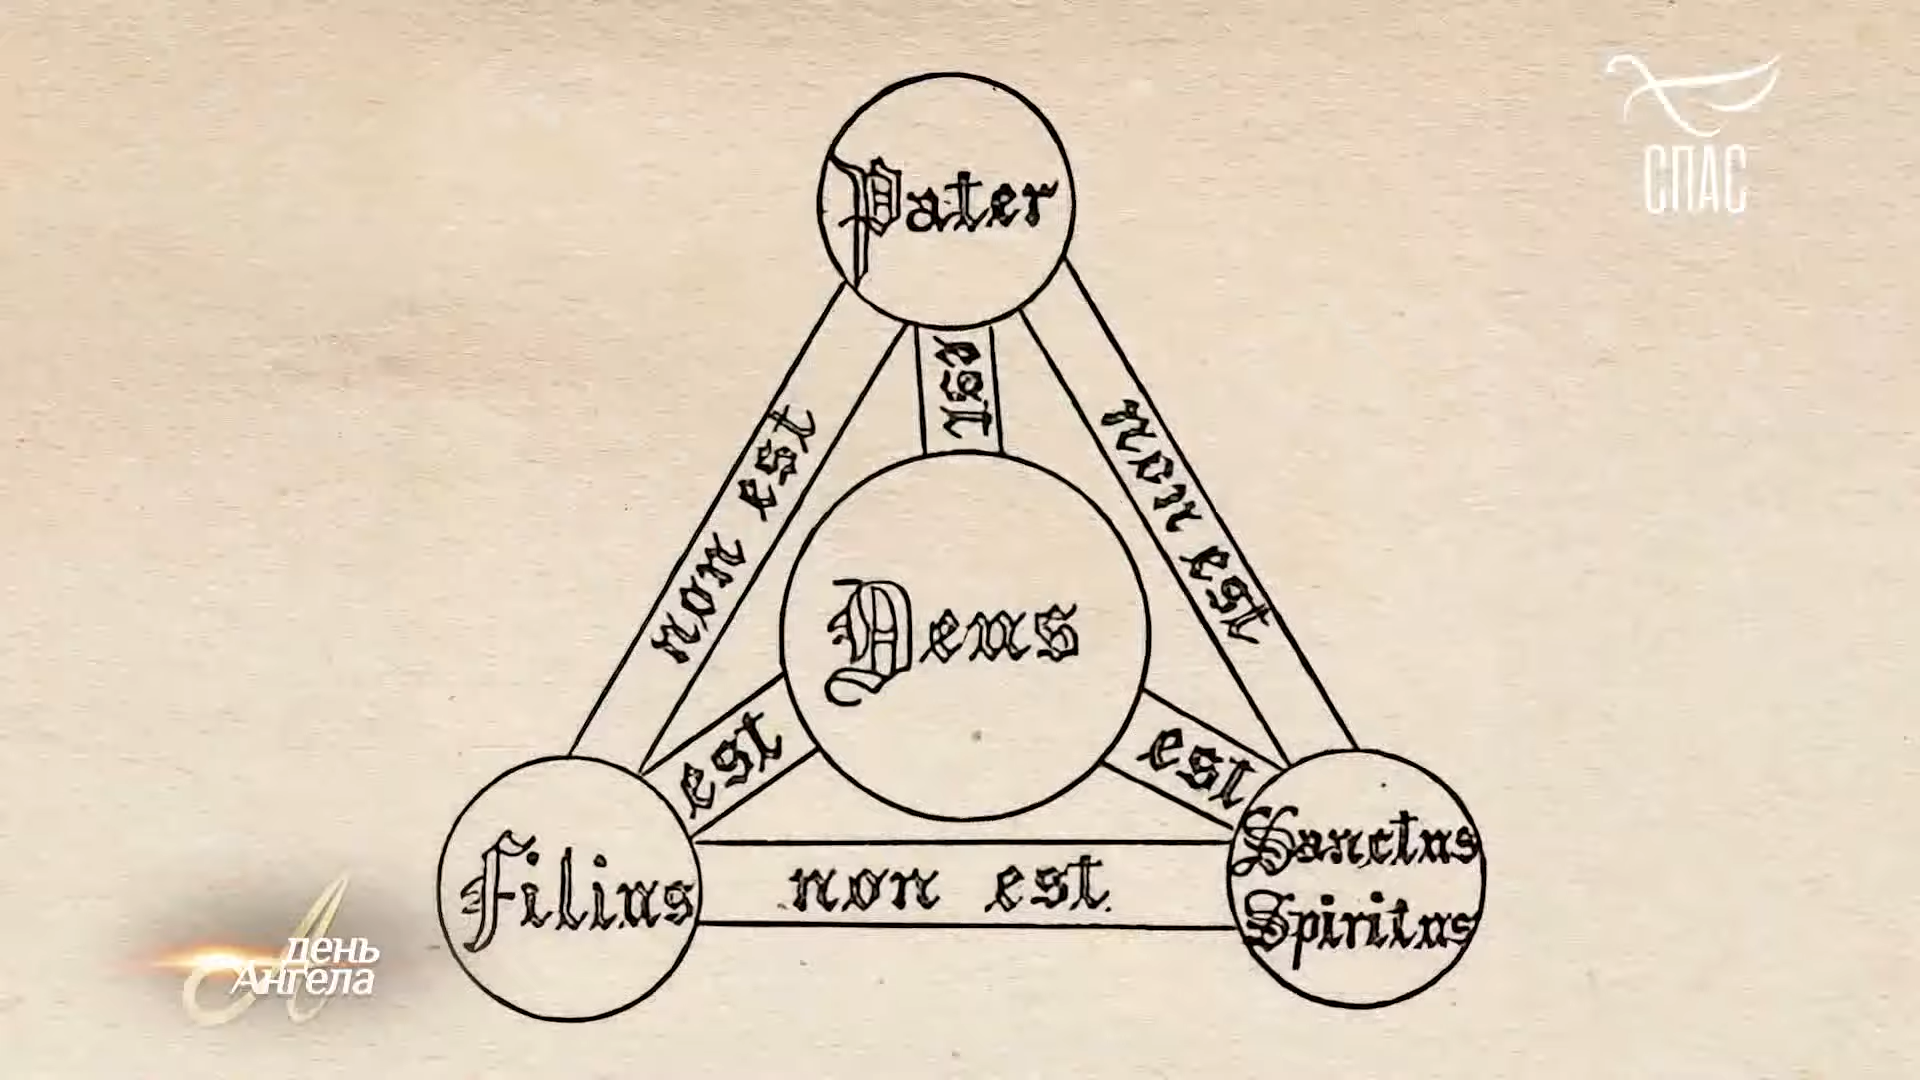 Pater
СПАС
est
non est
non est
Deus
est
est
Filius
non est
Sanctus
Spiritus
день
Ангела